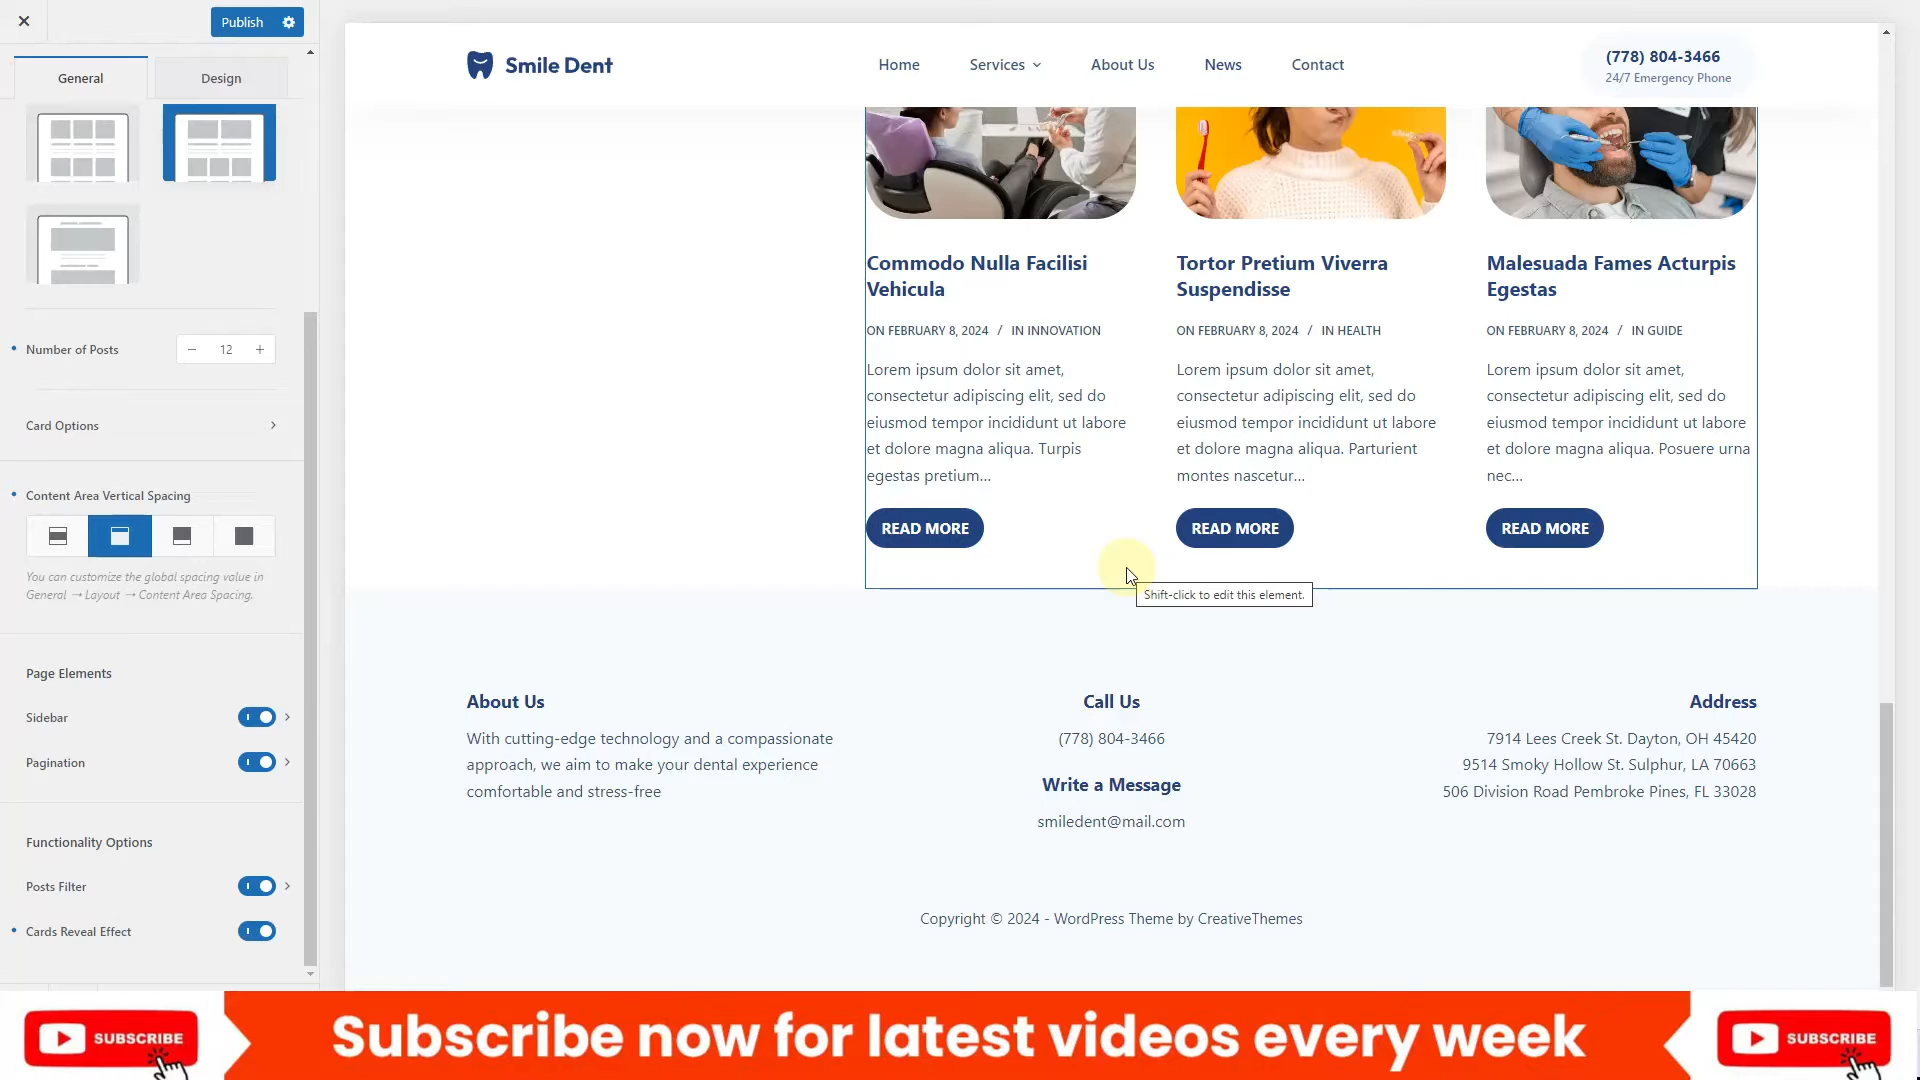 Publish
General
Design
Number of Posts
12
Card Options
Content Area Vertical Spacing
You can customize the global spacing value in
General → Layout → Content Area Spacing.
Page Elements
Sidebar
Pagination
Functionality Options
Posts Filter
Cards Reveal Effect
Smile Dent
Home
Services
About Us
News
Contact
(778) 804-3466
24/7 Emergency Phone
Commodo Nulla Facilisi
Vehicula
ON FEBRUARY 8, 2024 / IN INNOVATION
Lorem ipsum dolor sit amet,
consectetur adipiscing elit, sed do
eiusmod tempor incididunt ut labore
et dolore magna aliqua. Turpis
egestas pretium…
READ MORE
Tortor Pretium Viverra
Suspendisse
ON FEBRUARY 8, 2024 / IN HEALTH
Lorem ipsum dolor sit amet,
consectetur adipiscing elit, sed do
eiusmod tempor incididunt ut labore
et dolore magna aliqua. Parturient
montes nascetur…
READ MORE
Malesuada Fames Acturpis
Egestas
ON FEBRUARY 8, 2024 / IN GUIDE
Lorem ipsum dolor sit amet,
consectetur adipiscing elit, sed do
eiusmod tempor incididunt ut labore
et dolore magna aliqua. Posuere urna
nec…
READ MORE
Shift-click to edit this element.
About Us
With cutting-edge technology and a compassionate
approach, we aim to make your dental experience
comfortable and stress-free
Call Us
(778) 804-3466
Write a Message
smiledent@mail.com
Address
7914 Lees Creek St. Dayton, OH 45420
9514 Smoky Hollow St. Sulphur, LA 70663
506 Division Road Pembroke Pines, FL 33028
Copyright © 2024 - WordPress Theme by CreativeThemes
SUBSCRIBE
Subscribe now for latest videos every week
SUBSCRIBE